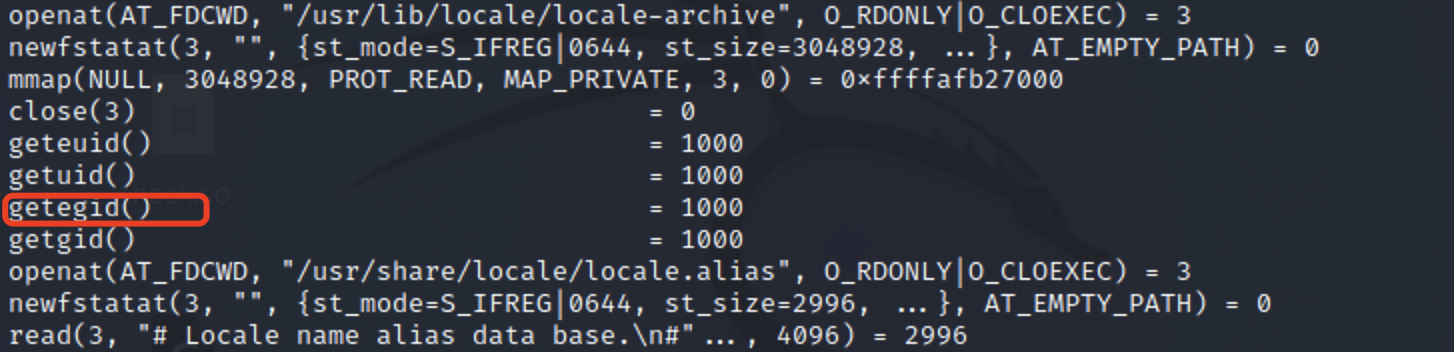 openat(AT_FDCWD, "/usr/lib/locale/locale-archive", O_RDONLY|O_CLOEXEC) = 3
newfstatat(3, "", {st_mode=S_IFREG|0644, st_size=3048928, ...}, AT_EMPTY_PATH) = 0
mmap(NULL, 3048928, PROT_READ, MAP_PRIVATE, 3, 0) = 0×ffffafb27000
close(3)                                = 0
geteuid()                               = 1000
getuid()                                = 1000
getegid()                               = 1000
getgid()                                = 1000
openat(AT_FDCWD, "/usr/share/locale/locale.alias", O_RDONLY|O_CLOEXEC) = 3
newfstatat(3, "", {st_mode=S_IFREG|0644, st_size=2996, ...}, AT_EMPTY_PATH) = 0
read(3, "# Locale name alias data base.\n#"..., 4096) = 2996